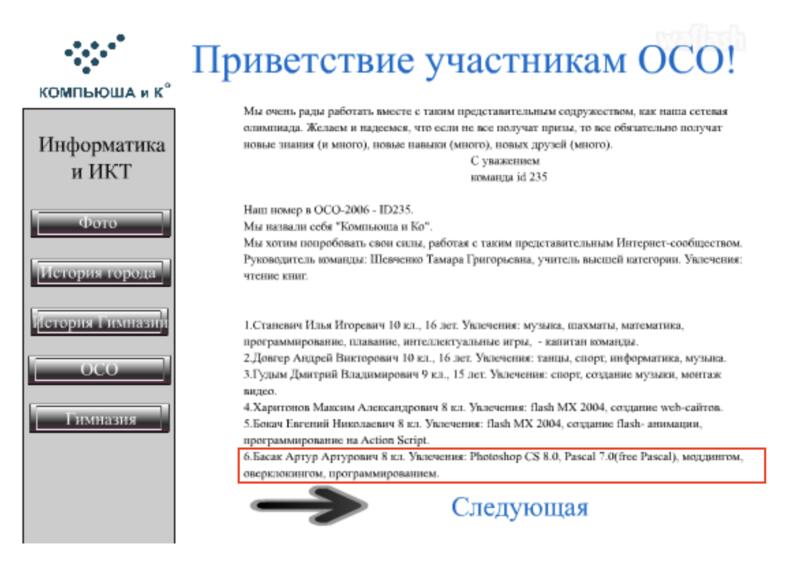 Приветствие участникам ОСО!
КОМПЬЮША и К°
Информатика
и ИКТ
Фото
История города
История Гимназии
ОСО
Гимназия
Мы очень рады работать вместе с таким представительным содружеством, как наша сетевая
олимпиада. Желаем и надеемся, что если не все получат призы, то все обязательно получат
новые знания (и много), новые навыки (много), новых друзей (много).
С уважением
команда id 235
Наш номер в ОСО-2006 - ID235.
Мы назвали себя "Компьюша и Ко".
Мы хотим попробовать свои силы, работая с таким представительным Интернет-сообществом.
Руководитель команды: Шевченко Тамара Григорьевна, учитель высшей категории. Увлечения:
чтение книг.
1.Станевич Илья Игоревич 10 кл., 16 лет. Увлечения: музыка, шахматы, математика,
программирование, плавание, интеллектуальные игры, - капитан команды.
2.Довгер Андрей Викторович 10 кл., 16 лет. Увлечения: танцы, спорт, информатика, музыка.
3.Гудым Дмитрий Владимирович 9 кл., 15 лет. Увлечения: спорт, создание музыки, монтаж
видео.
4.Харитонов Максим Александрович 8 кл. Увлечения: flash MX 2004, создание web-сайтов.
5.Бокач Евгений Николаевич 8 кл. Увлечения: flash MX 2004, создание flash- анимации,
программирование на Action Script.
6.Басак Артур Артурович 8 кл. Увлечения: Photoshop CS 8.0, Pascal 7.0(free Pascal), моддингом,
оверклокингом, программированием.
Следующая